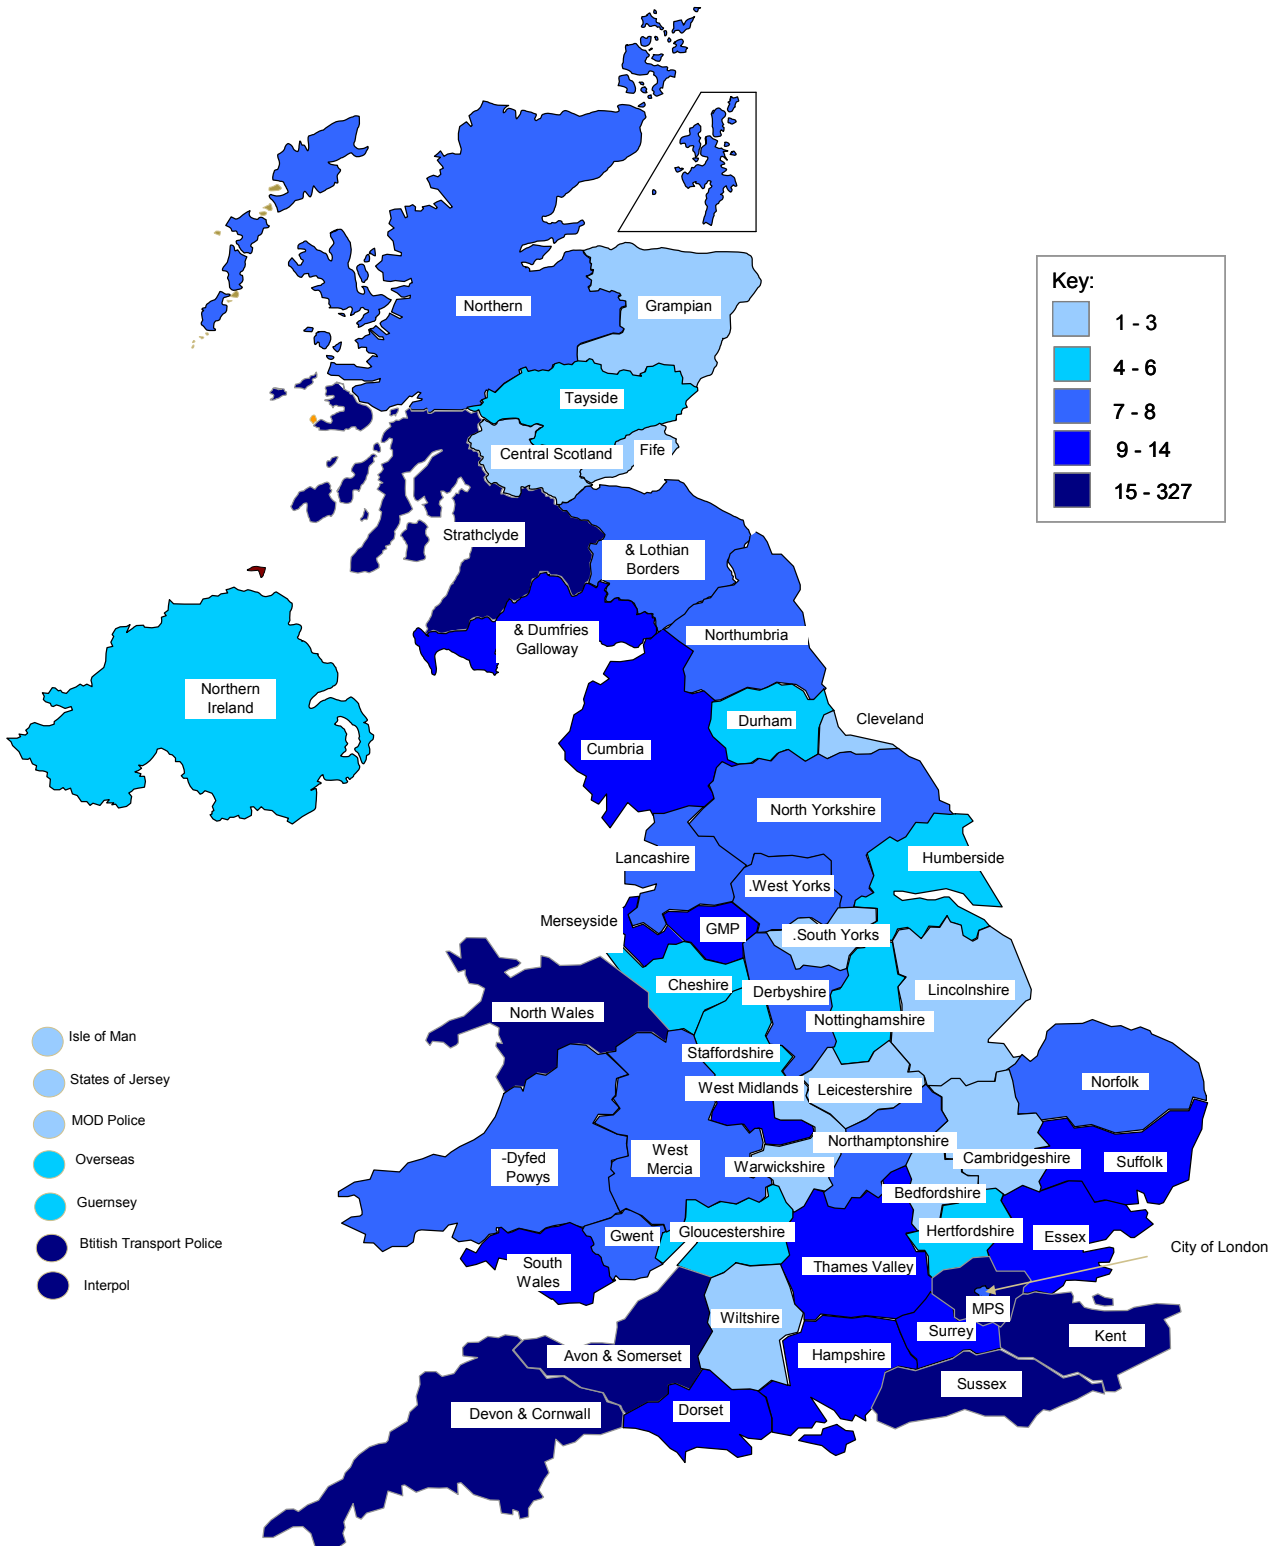 Northern
Grampian
Key:
1 - 3
4 - 6
7 - 8
9 - 14
15 - 327
Tayside
Central Scotland
Fife
Strathclyde
& Lothian
Borders
& Dumfries
Galloway
Northumbria
Northern
Ireland
Durham
Cleveland
Cumbria
North Yorkshire
Lancashire
Humberside
.West Yorks
Merseyside
GMP
.South Yorks
Cheshire
Derbyshire
Lincolnshire
North Wales
Nottinghamshire
Isle of Man
Staffordshire
States of Jersey
West Midlands
Leicestershire
Norfolk
MOD Police
Northamptonshire
-Dyfed
Powys
West
Mercia
Warwickshire
Cambridgeshire
Suffolk
Overseas
Bedfordshire
Guernsey
Gwent
Gloucestershire
Hertfordshire
Essex
City of London
Btitish Transport Police
South
Wales
Thames Valley
Interpol
MPS
Wiltshire
Surrey
Kent
Avon & Somerset
Hampshire
Sussex
Devon & Cornwall
Dorset